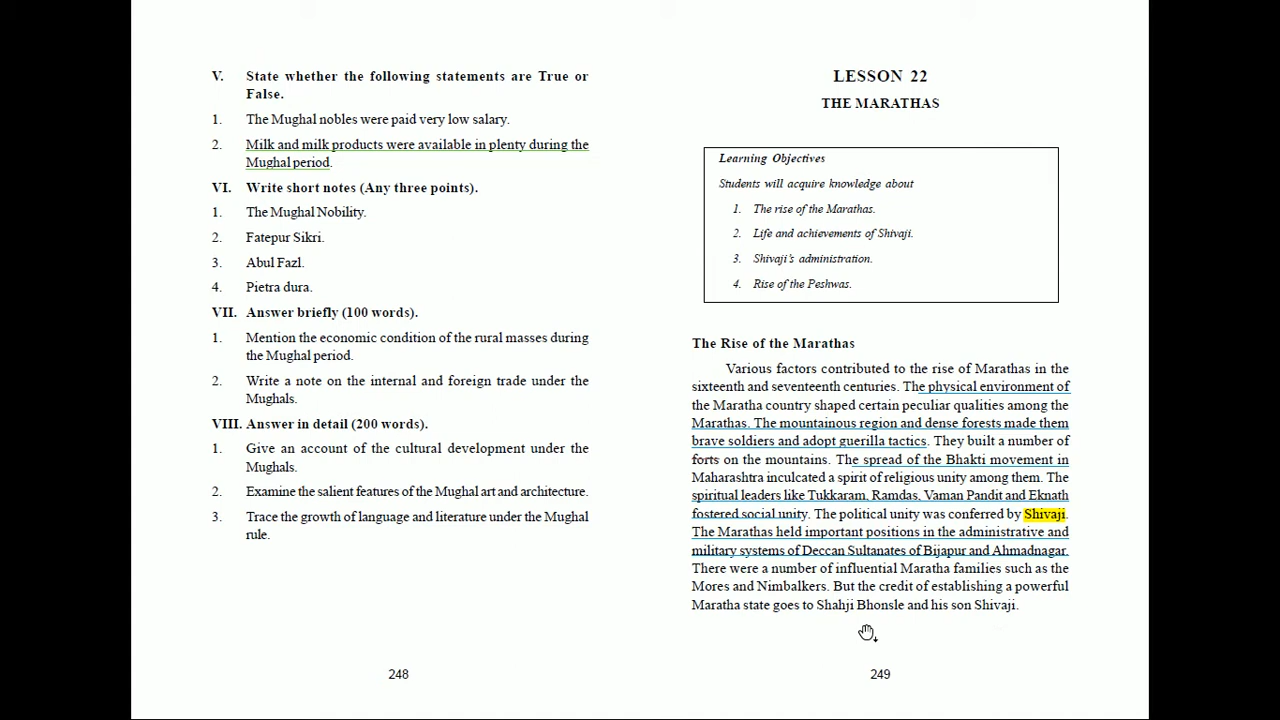 V. State whether the following statements are True or
False.
1. The Mughal nobles were paid very low salary.
2. Milk and milk products were available in plenty during the
Mughal period.
VI. Write short notes (Any three points).
1. The Mughal Nobility.
2. Fatepur Sikri.
3. Abul Fazl.
4. Pietra dura.
VII. Answer briefly (100 words).
1. Mention the economic condition of the rural masses during
the Mughal period.
2. Write a note on the internal and foreign trade under the
Mughals.
VIII. Answer in detail (200 words).
1. Give an account of the cultural development under the
Mughals.
2. Examine the salient features of the Mughal art and architecture.
3. Trace the growth of language and literature under the Mughal
rule.
248
LESSON 22
THE MARATHAS
Learning Objectives
Students will acquire knowledge about
1. The rise of the Marathas.
2. Life and achievements of Shivaji.
3. Shivaji's administration.
4. Rise of the Peshwas.
The Rise of the Marathas
Various factors contributed to the rise of Marathas in the
sixteenth and seventeenth centuries. The physical environment of
the Maratha country shaped certain peculiar qualities among the
Marathas. The mountainous region and dense forests made them
brave soldiers and adopt guerilla tactics. They built a number of
forts on the mountains. The spread of the Bhakti movement in
Maharashtra inculcated a spirit of religious unity among them. The
spiritual leaders like Tukkaram, Ramdas, Vaman Pandit and Eknath
fostered social unity. The political unity was conferred by Shivaji.
The Marathas held important positions in the administrative and
military systems of Deccan Sultanates of Bijapur and Ahmadnagar.
There were a number of influential Maratha families such as the
Mores and Nimbalkers. But the credit of establishing a powerful
Maratha state goes to Shahji Bhonsle and his son Shivaji.
249